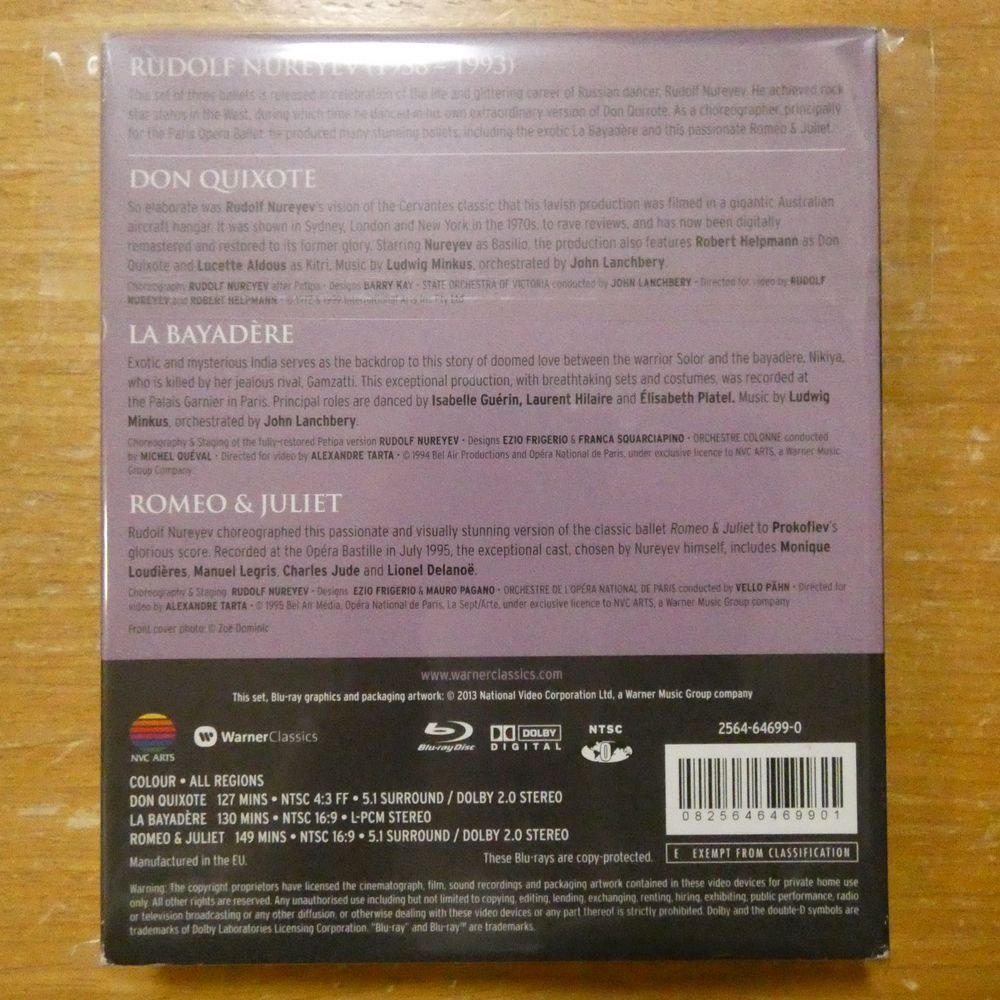 RUDOLF NUREYEV (1938 – 1993)
This set of three ballets is released in celebration of the life and glittering career of Russian dancer, Rudolf Nureyev. He achieved rock
star status in the West, during which time he danced in his own extraordinary version of Don Quixote. As a choreographer, principally
for the Paris Opera Ballet, he produced many stunning ballets, including the exotic La Bayadère and this passionate Romeo & Juliet.
DON QUIXOTE
So elaborate was Rudolf Nureyev's vision of the Cervantes classic that his lavish production was filmed in a gigantic Australian
aircraft hangar. It was shown in Sydney, London and New York in the 1970s, to rave reviews, and has now been digitally
remastered and restored to its former glory. Starring Nureyev as Basilio, the production also features Robert Helpmann as Don
Quixote and Lucette Aldous as Kitri. Music by Ludwig Minkus, orchestrated by John Lanchbery.
Choreography RUDOLF NUREYEV after Petipa • Designs BARRY KAY • STATE ORCHESTRA OF VICTORIA conducted by JOHN LANCHBERY • Directed for video by RUDOLF
NUREYEV and ROBERT HELPMANN • © 1972 & 1999 International Arts Inc Pty Ltd
LA BAYADÈRE
Exotic and mysterious India serves as the backdrop to this story of doomed love between the warrior Solor and the bayadère, Nikiya,
who is killed by her jealous rival, Gamzatti. This exceptional production, with breathtaking sets and costumes, was recorded at
the Palais Garnier in Paris. Principal roles are danced by Isabelle Guérin, Laurent Hilaire and Élisabeth Platel. Music by Ludwig
Minkus, orchestrated by John Lanchbery.
Choreography & Staging of the fully-restored Petipa version RUDOLF NUREYEV • Designs EZIO FRIGERIO & FRANCA SQUARCIAPINO • ORCHESTRE COLONNE conducted
by MICHEL QUÉVAL • Directed for video by ALEXANDRE TARTA • © 1994 Bel Air Productions and Opéra National de Paris, under exclusive licence to NVC ARTS, a Warner Music
Group Company
ROMEO & JULIET
Rudolf Nureyev choreographed this passionate and visually stunning version of the classic ballet Romeo & Juliet to Prokofiev's
glorious score. Recorded at the Opéra Bastille in July 1995, the exceptional cast, chosen by Nureyev himself, includes Monique
Loudières, Manuel Legris, Charles Jude and Lionel Delanoë.
Choreography & Staging RUDOLF NUREYEV • Designs EZIO FRIGERIO & MAURO PAGANO • ORCHESTRE DE L'OPÉRA NATIONAL DE PARIS conducted by VELLO PÄHN • Directed for
video by ALEXANDRE TARTA • © 1995 Bel Air Média, Opéra National de Paris, La Sept/Arte, under exclusive licence to NVC ARTS, a Warner Music Group company
Front cover photo: © Zoë Dominic
www.warnerclassics.com
This set, Blu-ray graphics and packaging artwork: © 2013 National Video Corporation Ltd, a Warner Music Group company
NVC ARTS
WarnerClassics
Blu-ray Disc
DOLBY
DIGITAL
NTSC
0
2564-64699-0
COLOUR • ALL REGIONS
DON QUIXOTE 127 MINS • NTSC 4:3 FF • 5.1 SURROUND / DOLBY 2.0 STEREO
LA BAYADÈRE 130 MINS • NTSC 16:9 • L-PCM STEREO
ROMEO & JULIET 149 MINS • NTSC 16:9 • 5.1 SURROUND / DOLBY 2.0 STEREO
0 825646 469901
Manufactured in the EU.
These Blu-rays are copy-protected.
E EXEMPT FROM CLASSIFICATION
Warning: The copyright proprietors have licensed the cinematograph, film, sound recordings and packaging artwork contained in these video devices for private home use
only. All other rights are reserved. Any unauthorised use including but not limited to copying, editing, lending, exchanging, renting, hiring, exhibiting, public performance, radio
or television broadcasting or any other diffusion, or otherwise dealing with these video devices or any part thereof is strictly prohibited. Dolby and the double-D symbols are
trademarks of Dolby Laboratories Licensing Corporation. "Blu-ray" and Blu-ray™ are trademarks.